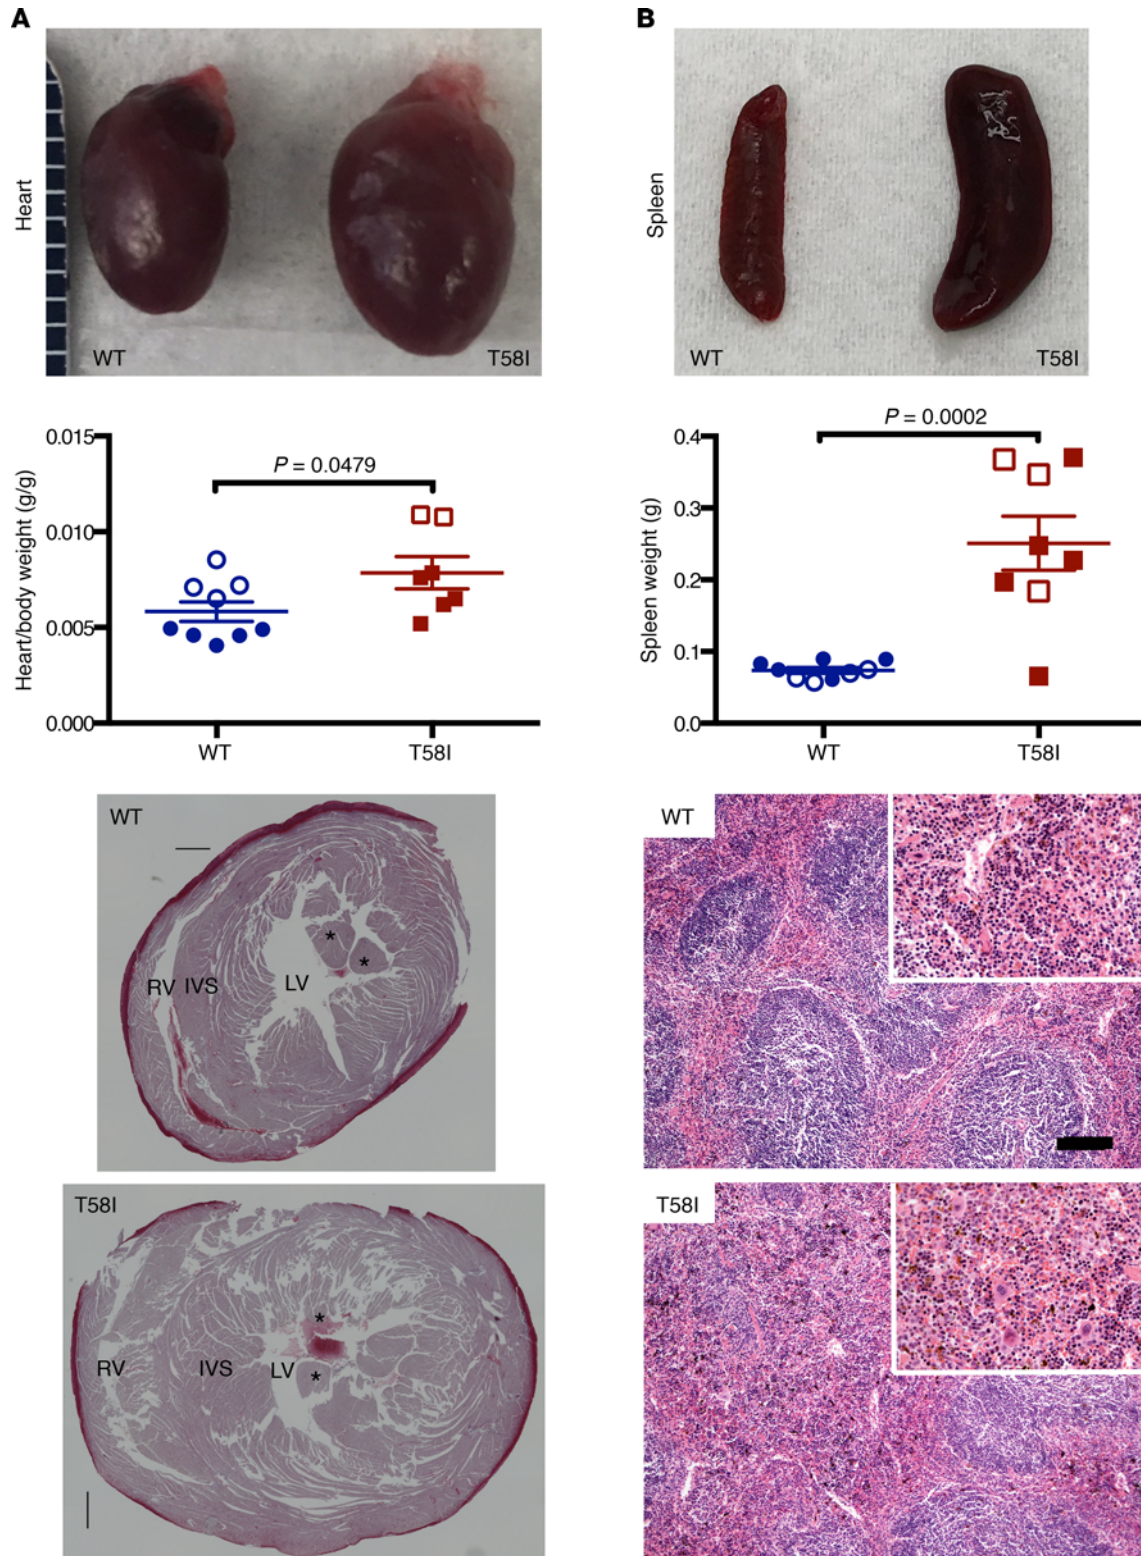 A
Heart
WT
T58I
0.015
0.010
0.005
0.000
Heart/body weight (g/g)
P = 0.0479
WT
T58I
WT
RV
IVS
LV
*
*
T58I
RV
IVS
LV
*
*
B
Spleen
WT
T58I
0.4
0.3
0.2
0.1
0.0
Spleen weight (g)
P = 0.0002
WT
T58I
WT
T58I